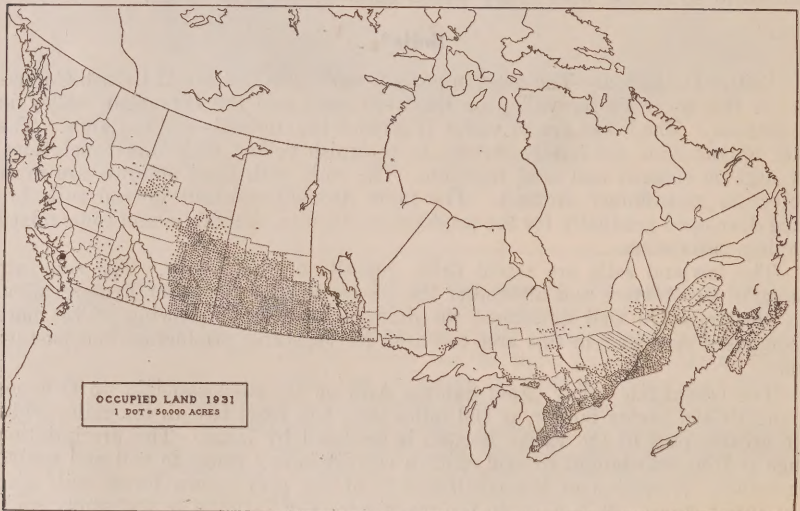 OCCUPIED LAND 1931
1 DOT = 50,000 ACRES